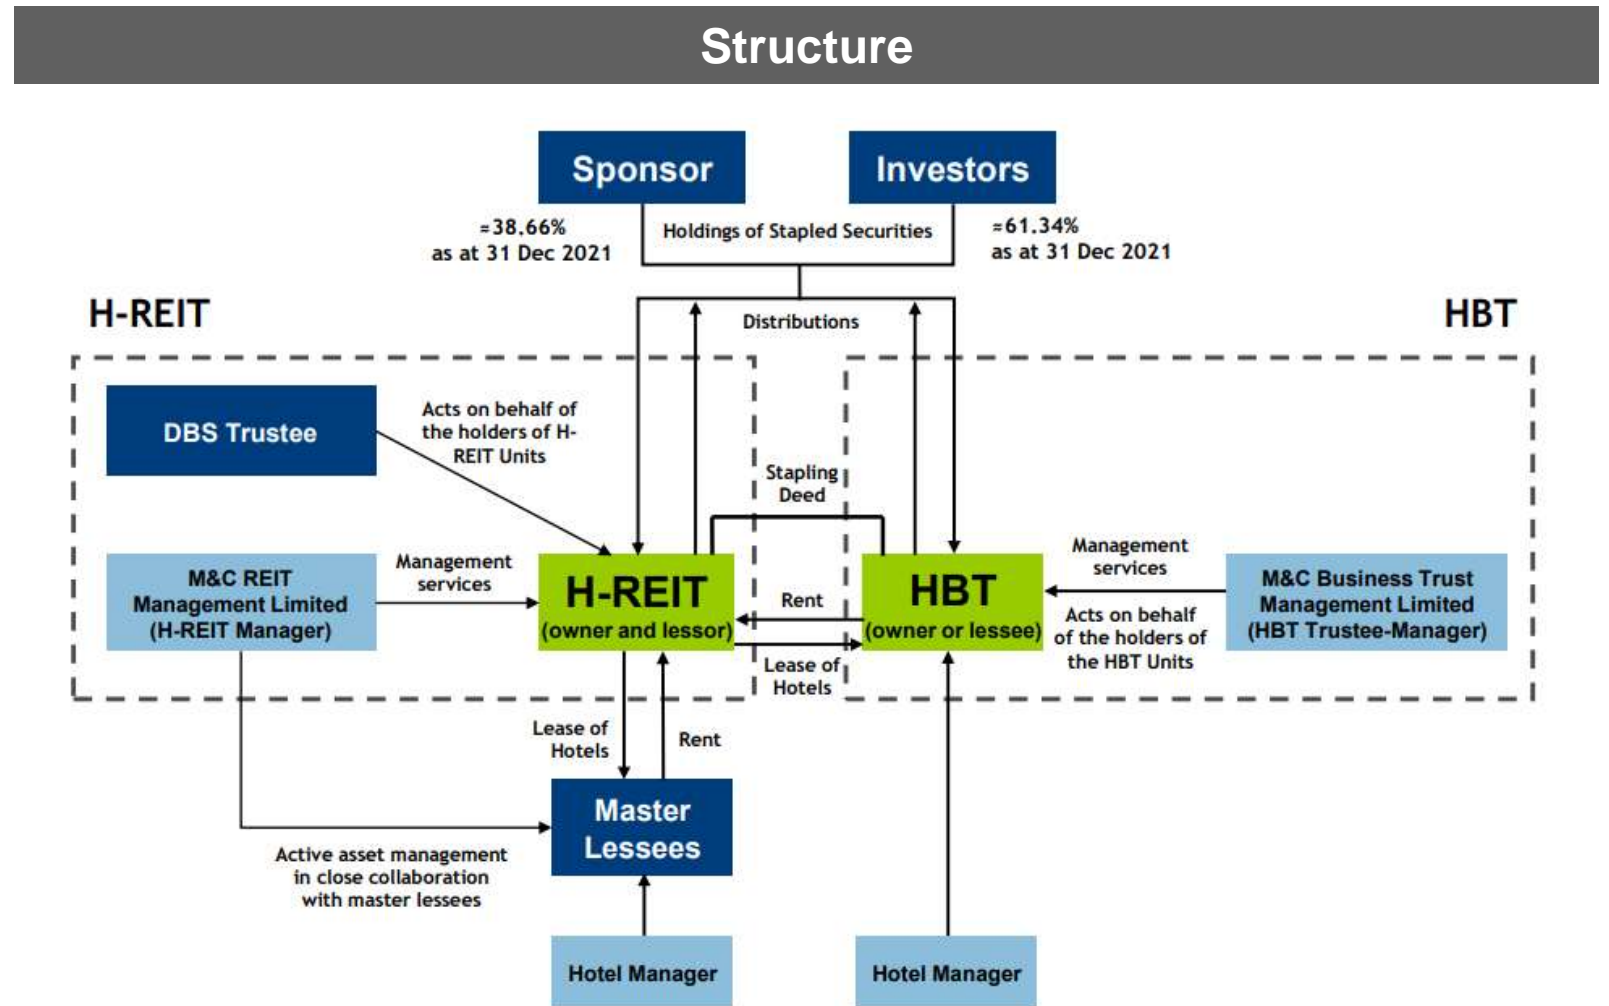 Structure
Sponsor
Investors
≈38.66%
as at 31 Dec 2021
Holdings of Stapled Securities
≈61.34%
as at 31 Dec 2021
H-REIT
HBT
Distributions
DBS Trustee
Acts on behalf of
the holders of H-
REIT Units
Stapling
Deed
M&C REIT
Management Limited
(H-REIT Manager)
Management
services
H-REIT
(owner and lessor)
Rent
Lease of
Hotels
HBT
(owner or lessee)
Management
services
Acts on behalf
of the holders of
the HBT Units
M&C Business Trust
Management Limited
(HBT Trustee-Manager)
Lease of
Hotels
Rent
Master
Lessees
Active asset management
in close collaboration
with master lessees
Hotel Manager
Hotel Manager